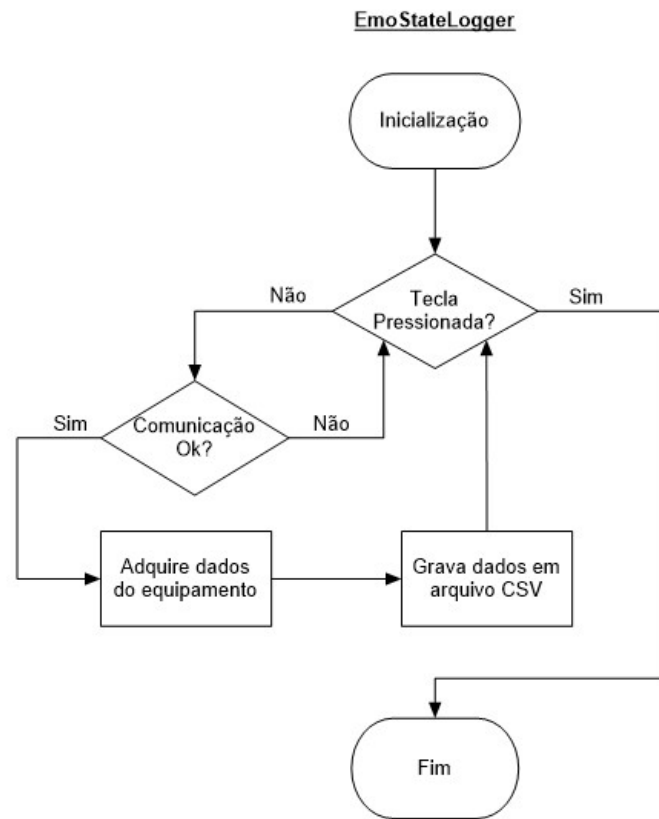 EmoStateLogger
Inicialização
Não
Tecla
Pressionada?
Sim
Sim
Comunicação
Ok?
Não
Adquire dados
do equipamento
Grava dados em
arquivo CSV
Fim